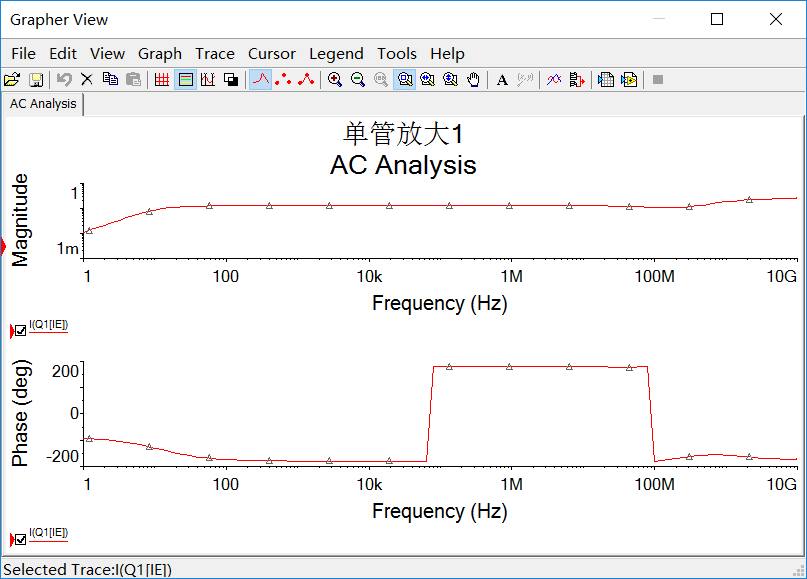 Grapher View
File Edit View Graph Trace Cursor Legend Tools Help
AC Analysis
单管放大1
AC Analysis
Magnitude
1
1m
1 100 10k 1M 100M 10G
Frequency (Hz)
I(Q1[IE])
Phase (deg)
200
0
-200
1 100 10k 1M 100M 10G
Frequency (Hz)
I(Q1[IE])
Selected Trace:I(Q1[IE])